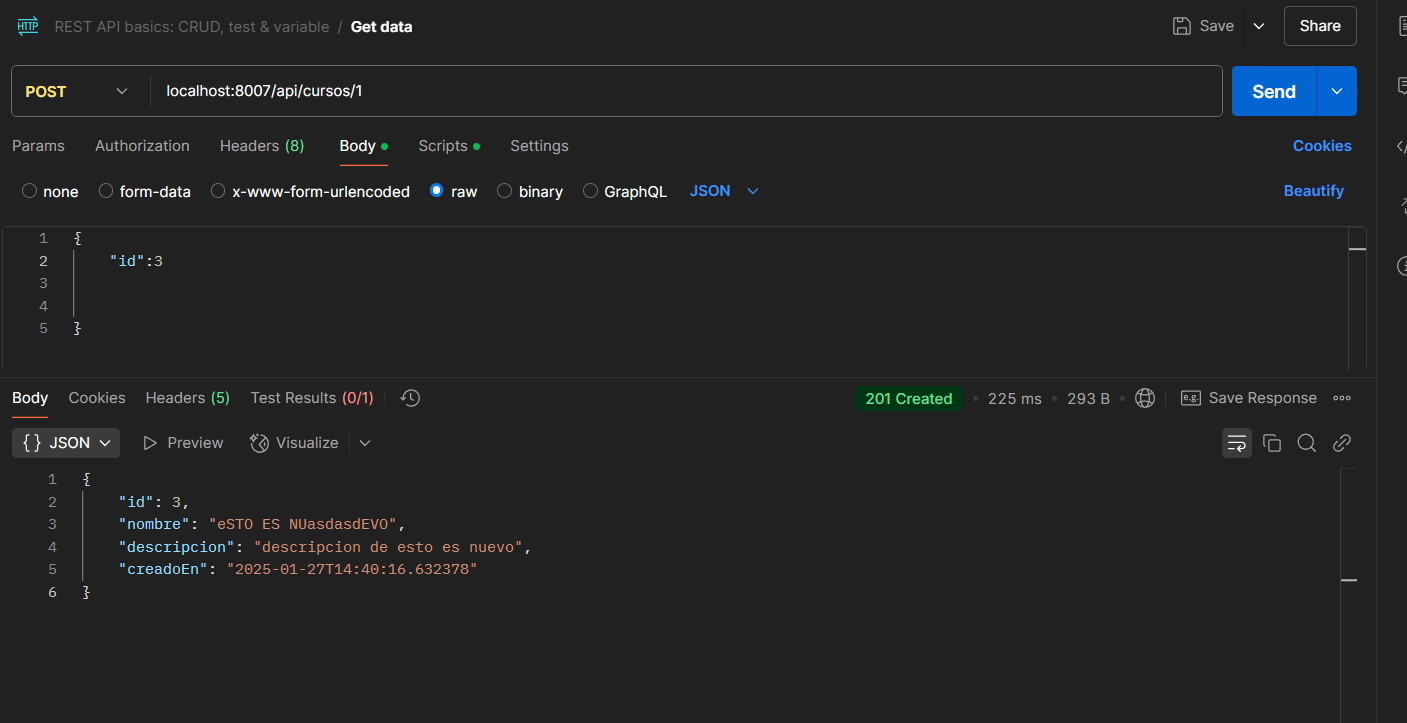 HTTP REST API basics: CRUD, test & variable / Get data Save Share
POST localhost:8007/api/cursos/1 Send
Params Authorization Headers (8) Body Scripts Settings Cookies
none form-data x-www-form-urlencoded raw binary GraphQL JSON Beautify
1 {
2 "id":3
3
4
5 }
Body Cookies Headers (5) Test Results (0/1) 201 Created 225 ms 293 B e.g. Save Response
{} JSON Preview Visualize
1 {
2 "id": 3,
3 "nombre": "eSTO ES NUasdasdEVO",
4 "descripcion": "descripcion de esto es nuevo",
5 "creadoEn": "2025-01-27T14:40:16.632378"
6 }